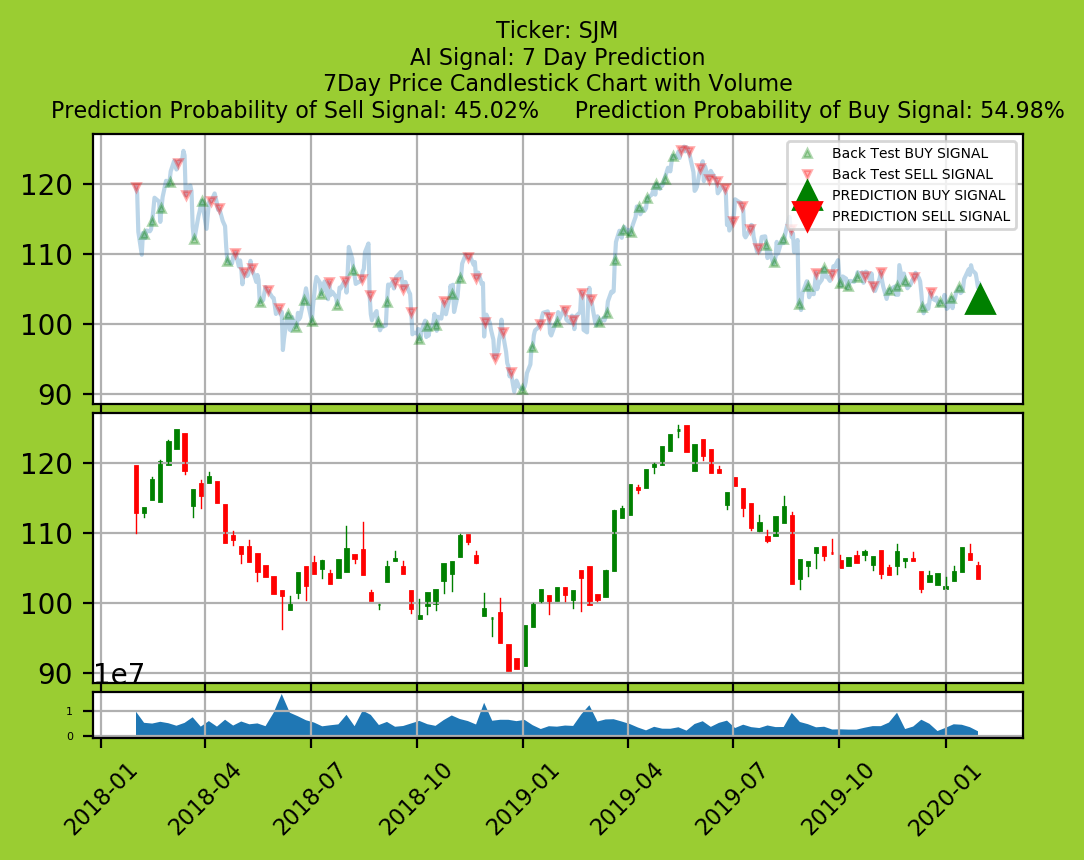 Ticker: SJM
AI Signal: 7 Day Prediction
7Day Price Candlestick Chart with Volume
Prediction Probability of Sell Signal: 45.02%     Prediction Probability of Buy Signal: 54.98%
Back Test BUY SIGNAL
Back Test SELL SIGNAL
PREDICTION BUY SIGNAL
PREDICTION SELL SIGNAL
120
110
100
90
120
110
100
90
1e7
1
0
2018-01
2018-04
2018-07
2018-10
2019-01
2019-04
2019-07
2019-10
2020-01